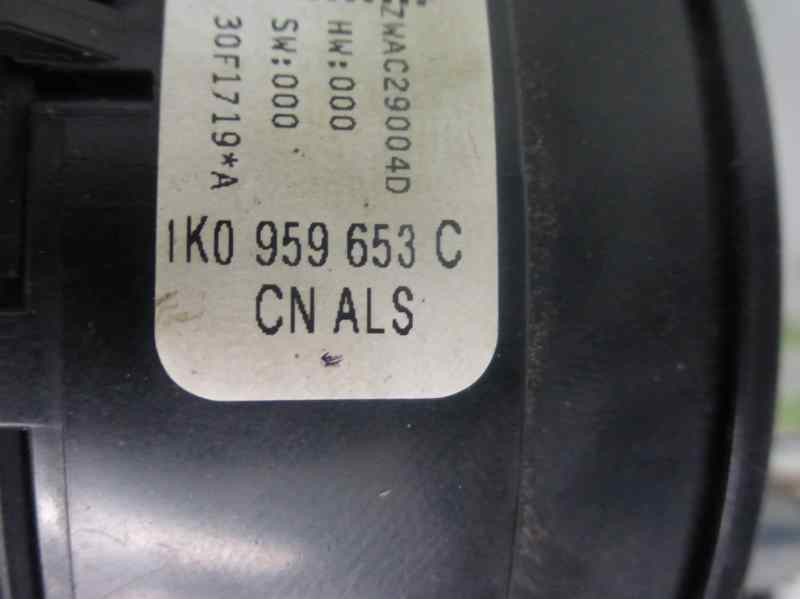 ZWAC29004D
HW:000
SW:000
30F1719*A
1K0 959 653 C
CN ALS